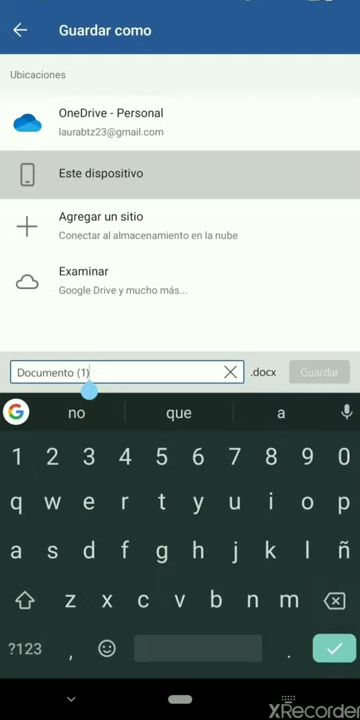 Guardar como
Ubicaciones
OneDrive - Personal
laurabtz23@gmail.com
Este dispositivo
Agregar un sitio
Conectar al almacenamiento en la nube
Examinar
Google Drive y mucho más...
Documento (1) .docx Guardar
G no que a
1 2 3 4 5 6 7 8 9 0
q w e r t y u i o p
a s d f g h j k l ñ
z x c v b n m
?123 , .
XRecorder